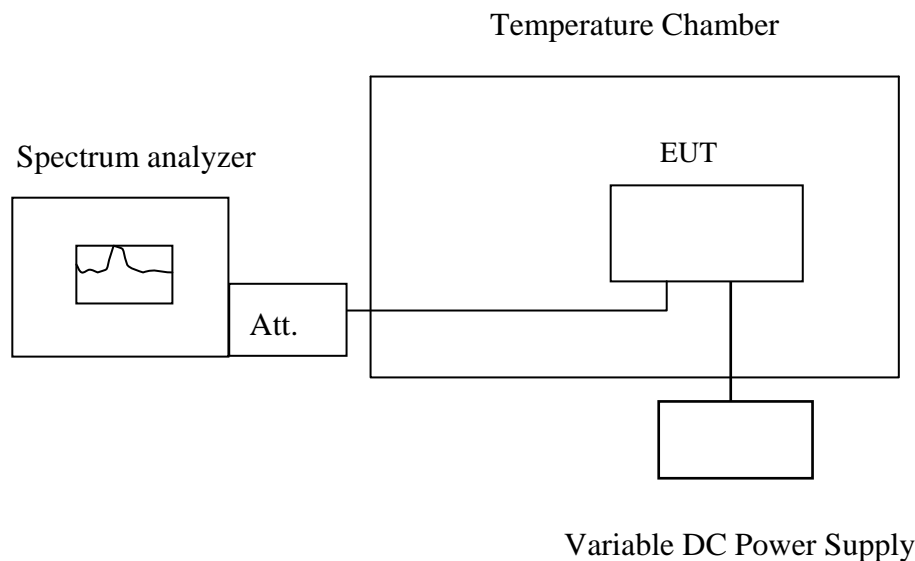 Temperature Chamber
Spectrum analyzer
EUT
Att.
Variable DC Power Supply